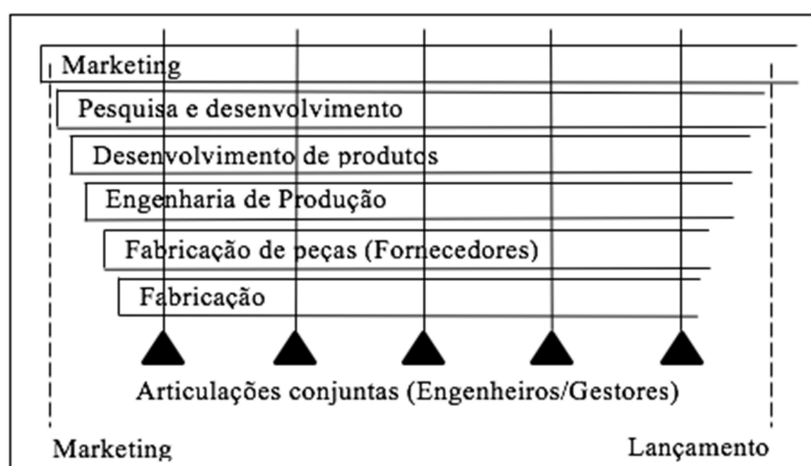 Marketing
Pesquisa e desenvolvimento
Desenvolvimento de produtos
Engenharia de Produção
Fabricação de peças (Fornecedores)
Fabricação
Articulações conjuntas (Engenheiros/Gestores)
Marketing
Lançamento